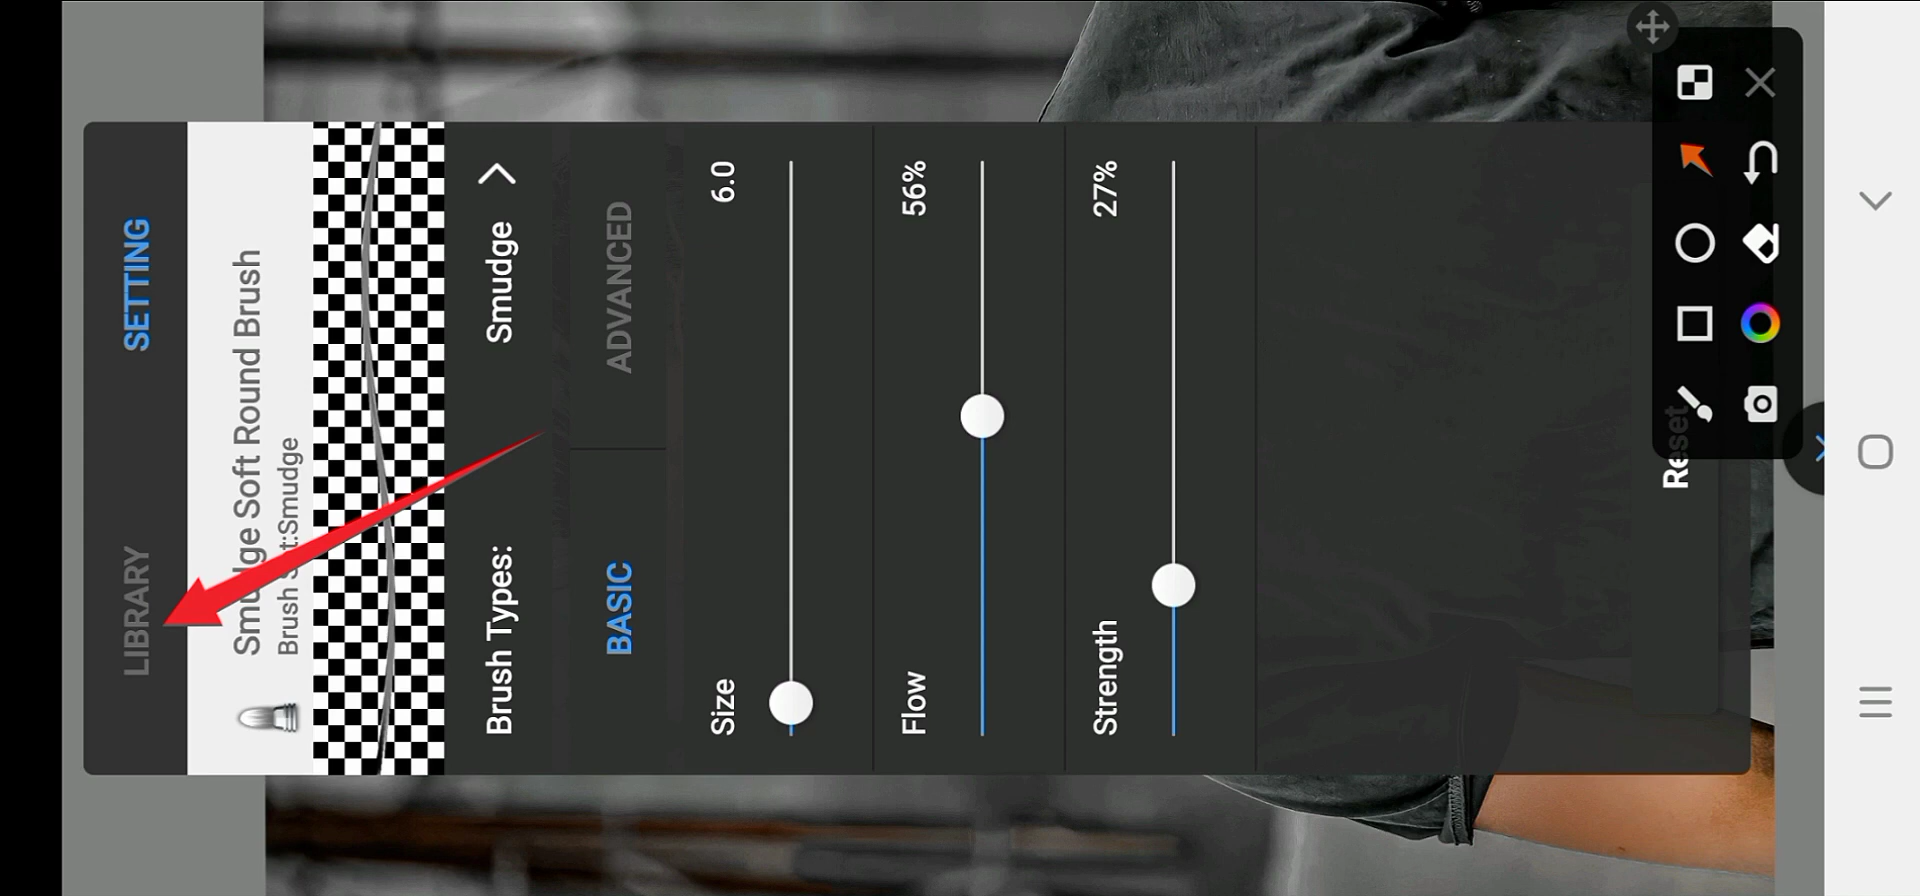 LIBRARY SETTING
Smudge Soft Round Brush
Brush Set:Smudge
Brush Types: Smudge
BASIC ADVANCED
Size 6.0
Flow 56%
Strength 27%
Reset